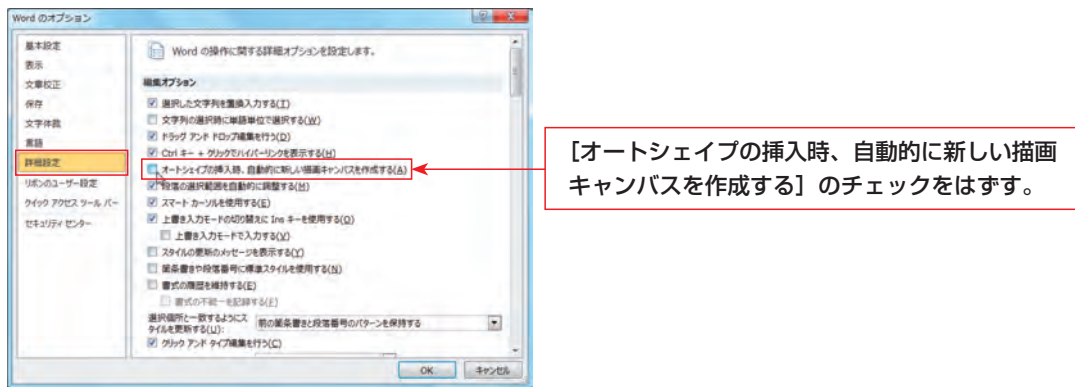 Word のオプション
基本設定
表示
文章校正
保存
文字体裁
言語
詳細設定
リボンのユーザー設定
クイック アクセス ツール バー
セキュリティ センター
Word の操作に関する詳細オプションを設定します。
編集オプション
選択した文字列を置換入力する(I)
文字列の選択時に単語単位で選択する(W)
ドラッグ アンド ドロップ編集を行う(D)
Ctrl キー + クリックでハイパーリンクを表示する(H)
オートシェイプの挿入時、自動的に新しい描画キャンバスを作成する(A)
段落の選択範囲を自動的に調整する(M)
スマート カーソルを使用する(E)
上書き入力モードの切り替えに Ins キーを使用する(O)
上書き入力モードで入力する(V)
スタイルの更新のメッセージを表示する(Y)
箇条書きや段落番号に標準スタイルを使用する(N)
書式の履歴を維持する(E)
書式の不統一を記録する(F)
選択個所と一致するようにス
タイルを更新する(U): 前の箇条書きと段落番号のパターンを保持する
クリック アンド タイプ編集を行う(C)
OK キャンセル
[オートシェイプの挿入時、自動的に新しい描画
キャンバスを作成する] のチェックをはずす。